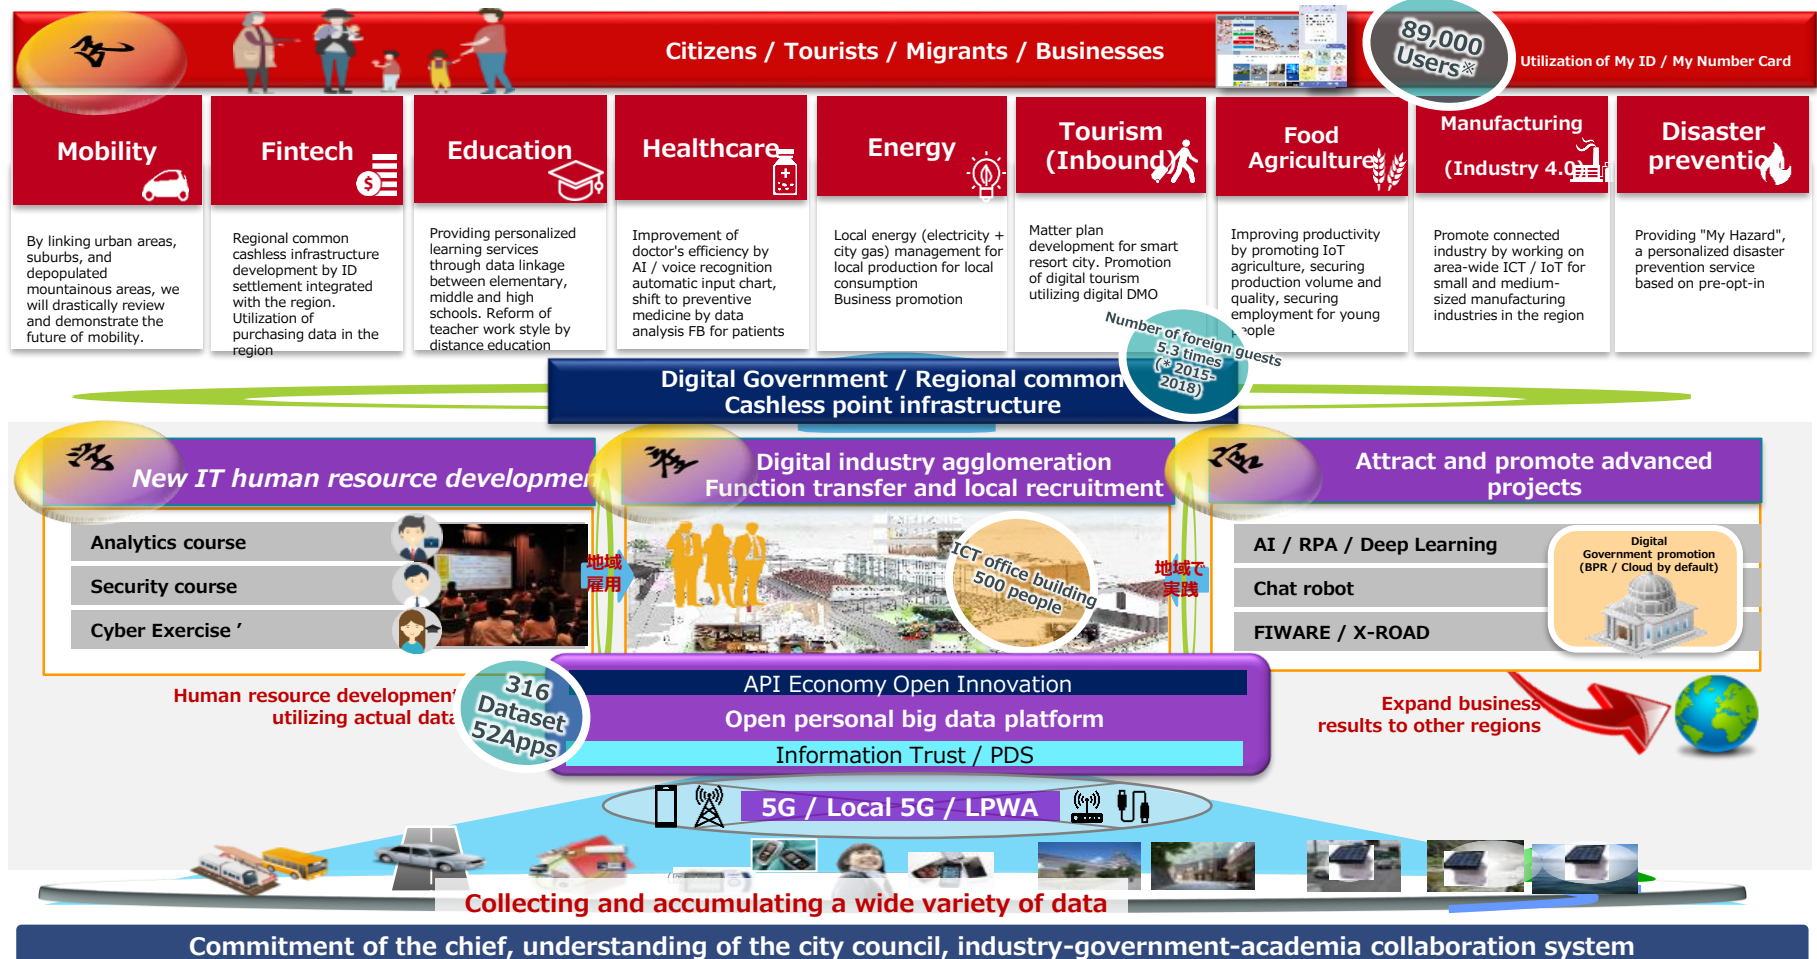 Citizens / Tourists / Migrants / Businesses
89,000
Users※
Utilization of My ID / My Number Card
Mobility
Fintech
Education
Healthcare
Energy
Tourism
(Inbound)
Food
Agriculture
Manufacturing
(Industry 4.0)
Disaster
preventio
By linking urban areas,
suburbs, and
depopulated
mountainous areas, we
will drastically review
and demonstrate the
future of mobility.
Regional common
cashless infrastructure
development by ID
settlement integrated
with the region.
Utilization of
purchasing data in the
region
Providing personalized
learning services
through data linkage
between elementary,
middle and high
schools. Reform of
teacher work style by
distance education
Improvement of
doctor's efficiency by
AI / voice recognition
automatic input chart,
shift to preventive
medicine by data
analysis FB for patients
Local energy (electricity +
city gas) management for
local production for local
consumption
Business promotion
Matter plan
development for smart
resort city. Promotion
of digital tourism
utilizing digital DMO
Improving productivity
by promoting IoT
agriculture, securing
production volume and
quality, securing
employment for young
people
Promote connected
industry by working on
area-wide ICT / IoT for
small and medium-
sized manufacturing
industries in the region
Providing "My Hazard",
a personalized disaster
prevention service
based on pre-opt-in
Number of foreign guests
5.3 times
(* 2015-
2018)
Digital Government / Regional common
Cashless point infrastructure
New IT human resource developmen
Digital industry agglomeration
Function transfer and local recruitment
Attract and promote advanced
projects
Analytics course
Security course
Cyber Exercise ’
地域
雇用
ICT office building
500 people
地域で
実践
AI / RPA / Deep Learning
Chat robot
FIWARE / X-ROAD
Digital
Government promotion
(BPR / Cloud by default)
Human resource development
utilizing actual data
316
Dataset
52Apps
API Economy Open Innovation
Open personal big data platform
Information Trust / PDS
Expand business
results to other regions
5G / Local 5G / LPWA
Collecting and accumulating a wide variety of data
Commitment of the chief, understanding of the city council, industry-government-academia collaboration system